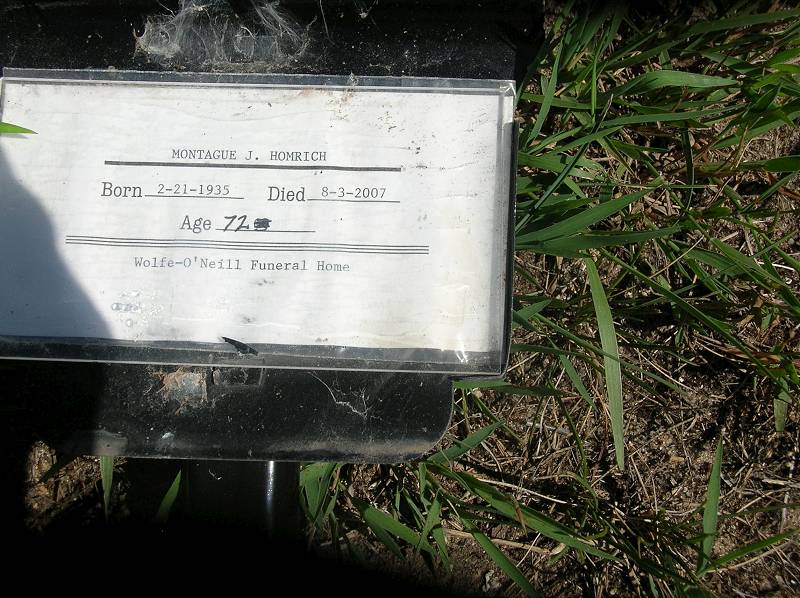 MONTAGUE J. HOMRICH
Born 2-21-1935 Died 8-3-2007
Age 72
Wolfe-O'Neill Funeral Home